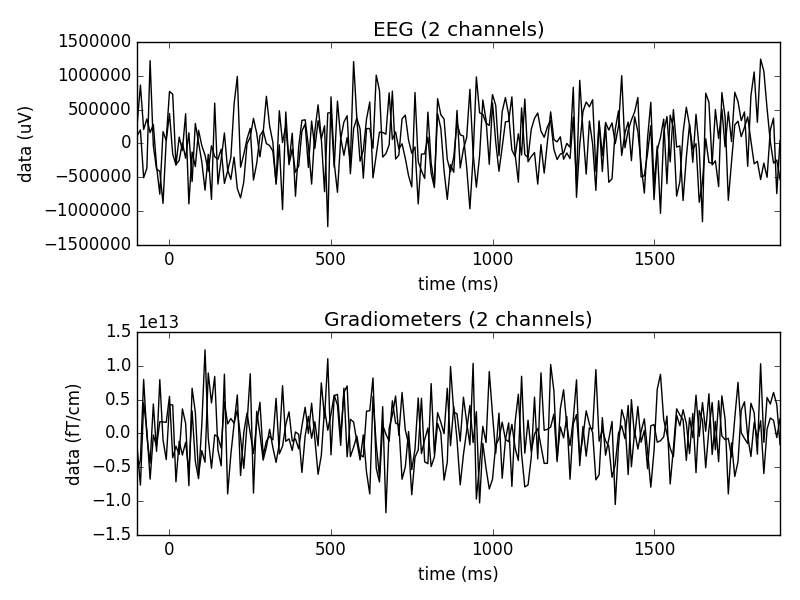 EEG (2 channels)
1500000
1000000
500000
0
−500000
−1000000
−1500000
data (uV)
0 500 1000 1500
time (ms)
Gradiometers (2 channels)
1e13
1.5
1.0
0.5
0.0
−0.5
−1.0
−1.5
data (fT/cm)
0 500 1000 1500
time (ms)